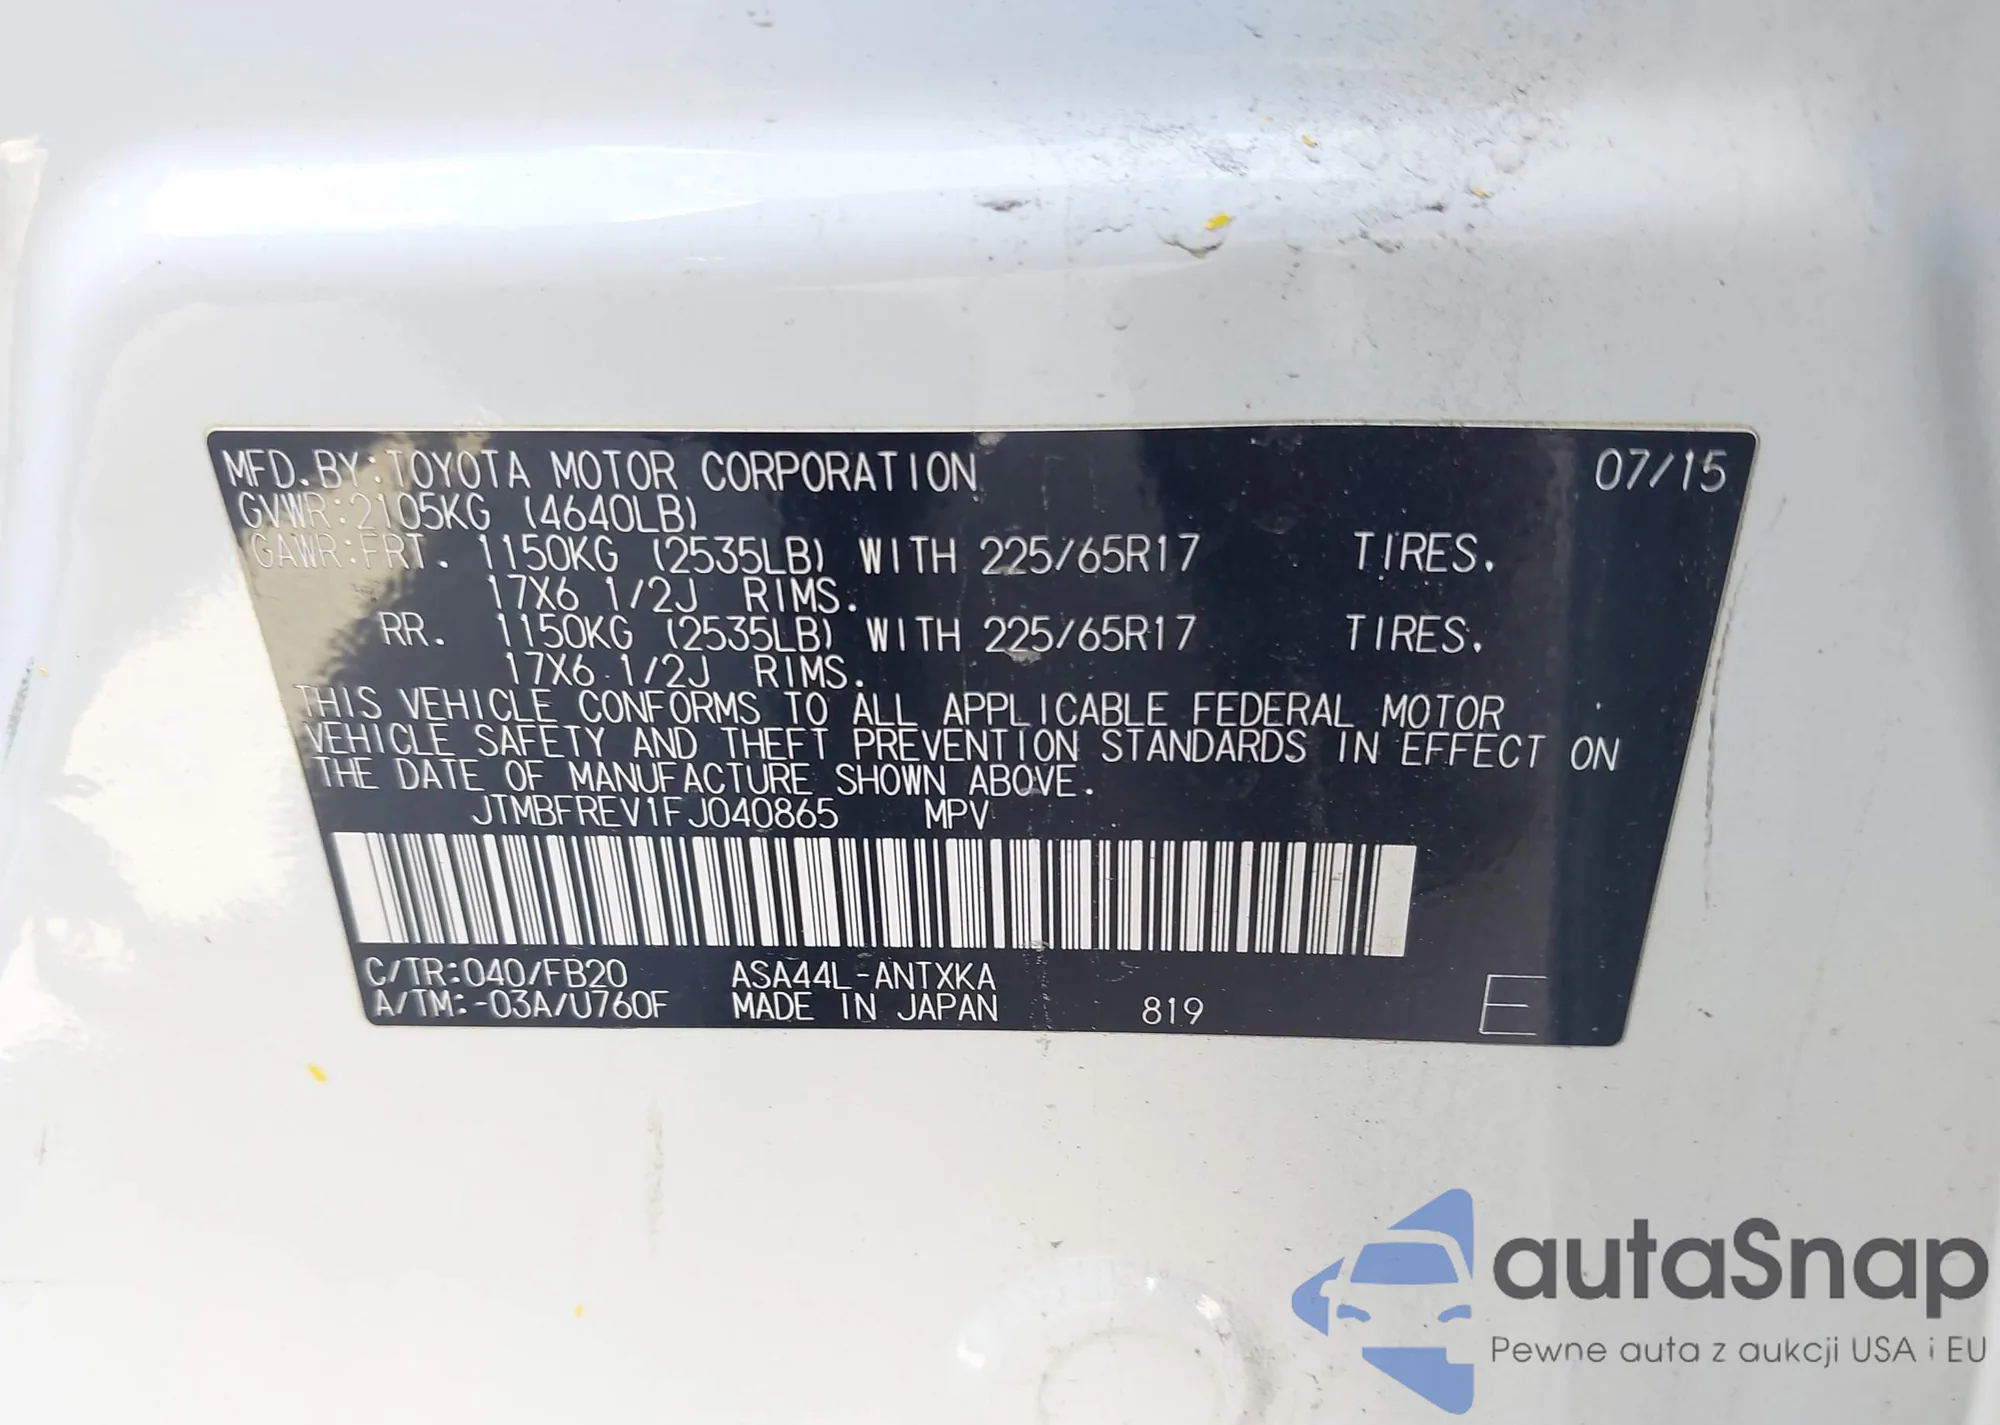 MFD.BY:TOYOTA MOTOR CORPORATION 07/15
GVWR:2105KG (4640LB)
GAWR:FRT. 1150KG (2535LB) WITH 225/65R17 TIRES.
17X6 1/2J RIMS.
RR. 1150KG (2535LB) WITH 225/65R17 TIRES.
17X6 1/2J RIMS.
THIS VEHICLE CONFORMS TO ALL APPLICABLE FEDERAL MOTOR
VEHICLE SAFETY AND THEFT PREVENTION STANDARDS IN EFFECT ON
THE DATE OF MANUFACTURE SHOWN ABOVE.
JTMBFREV1FJ040865 MPV
C/TR:040/FB20 ASA44L-ANTXKA
A/TM:-03A/U760F MADE IN JAPAN 819 E
autaSnap
Pewne auta z aukcji USA i EU